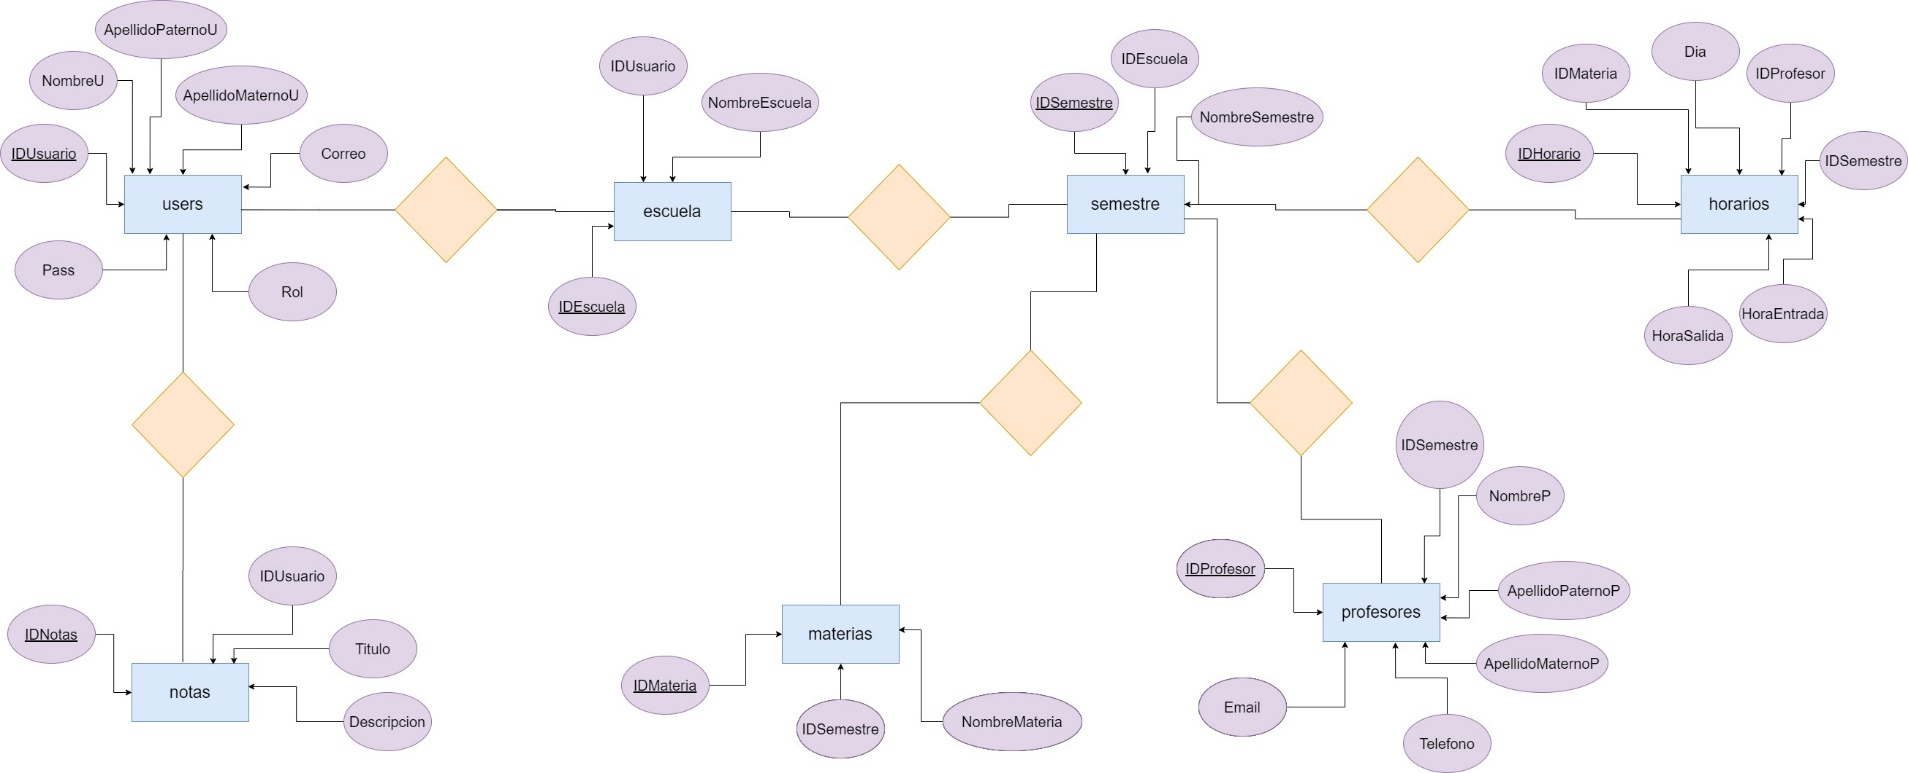 ApellidoPaternoU
NombreU
ApellidoMaternoU
IDUsuario
Correo
users
Pass
Rol
IDUsuario
NombreEscuela
escuela
IDEscuela
IDEscuela
IDSemestre
NombreSemestre
semestre
Dia
IDMateria
IDProfesor
IDHorario
IDSemestre
horarios
HoraEntrada
HoraSalida
IDUsuario
IDNotas
Titulo
notas
Descripcion
materias
IDMateria
IDSemestre
NombreMateria
IDSemestre
NombreP
IDProfesor
ApellidoPaternoP
profesores
ApellidoMaternoP
Email
Telefono